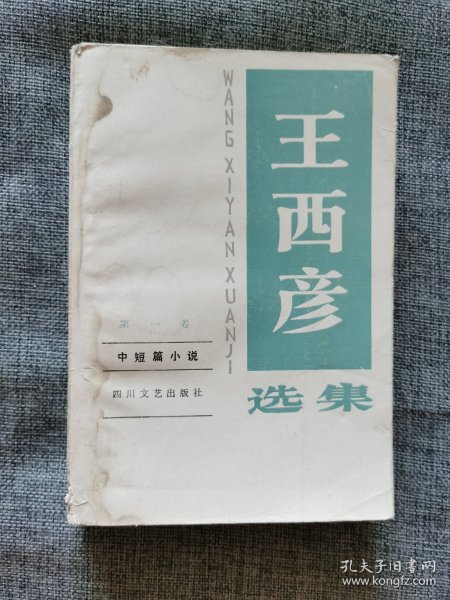 王西彦
选集
WANG XIYAN XUANJI
第一卷
中短篇小说
四川文艺出版社
孔夫子旧书网
www.kongfz.com